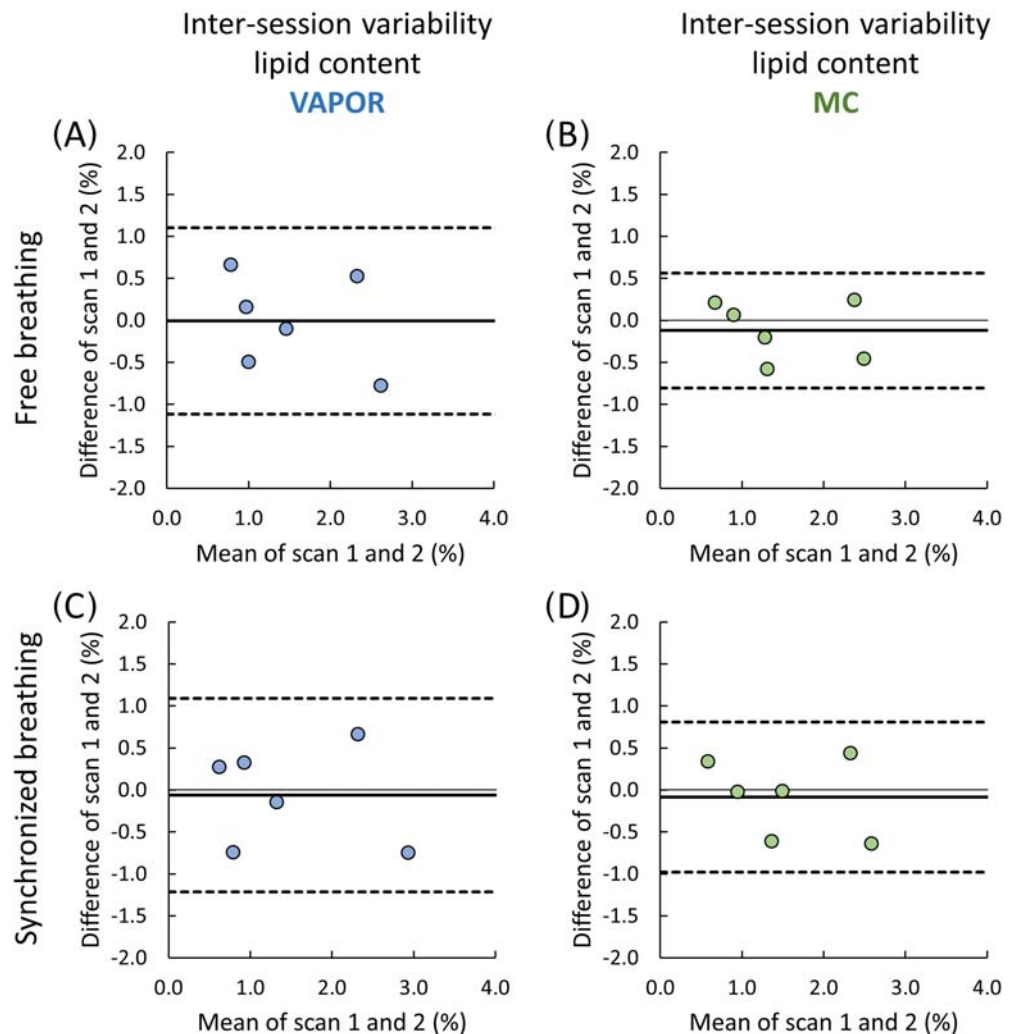 Inter-session variability
lipid content
VAPOR
Inter-session variability
lipid content
MC
Free breathing
(A)
Difference of scan 1 and 2 (%)
2.0
1.5
1.0
0.5
0.0
-0.5
-1.0
-1.5
-2.0
0.0 1.0 2.0 3.0 4.0
Mean of scan 1 and 2 (%)
(B)
Difference of scan 1 and 2 (%)
2.0
1.5
1.0
0.5
0.0
-0.5
-1.0
-1.5
-2.0
0.0 1.0 2.0 3.0 4.0
Mean of scan 1 and 2 (%)
Synchronized breathing
(C)
Difference of scan 1 and 2 (%)
2.0
1.5
1.0
0.5
0.0
-0.5
-1.0
-1.5
-2.0
0.0 1.0 2.0 3.0 4.0
Mean of scan 1 and 2 (%)
(D)
Difference of scan 1 and 2 (%)
2.0
1.5
1.0
0.5
0.0
-0.5
-1.0
-1.5
-2.0
0.0 1.0 2.0 3.0 4.0
Mean of scan 1 and 2 (%)